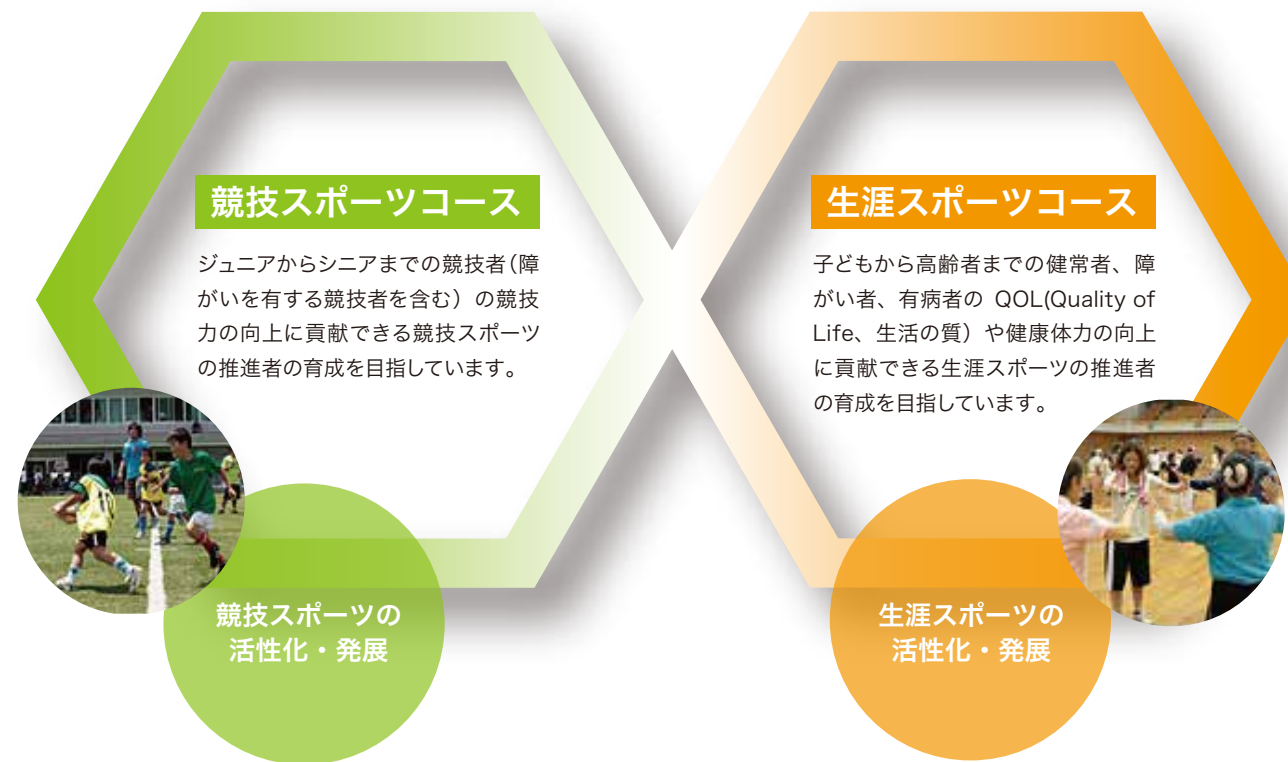 競技スポーツコース
ジュニアからシニアまでの競技者（障
がいを有する競技者を含む）の競技
力の向上に貢献できる競技スポーツ
の推進者の育成を目指しています。
競技スポーツの
活性化・発展
生涯スポーツコース
子どもから高齢者までの健常者、障
がい者、有病者の QOL(Quality of
Life、生活の質）や健康体力の向上
に貢献できる生涯スポーツの推進者
の育成を目指しています。
生涯スポーツの
活性化・発展